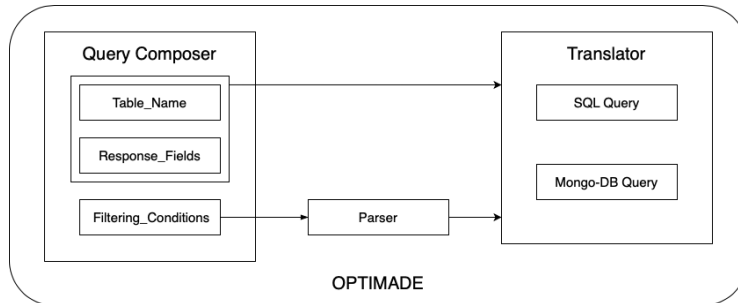 Query Composer
Table_Name
Response_Fields
Filtering_Conditions
Parser
Translator
SQL Query
Mongo-DB Query
OPTIMADE